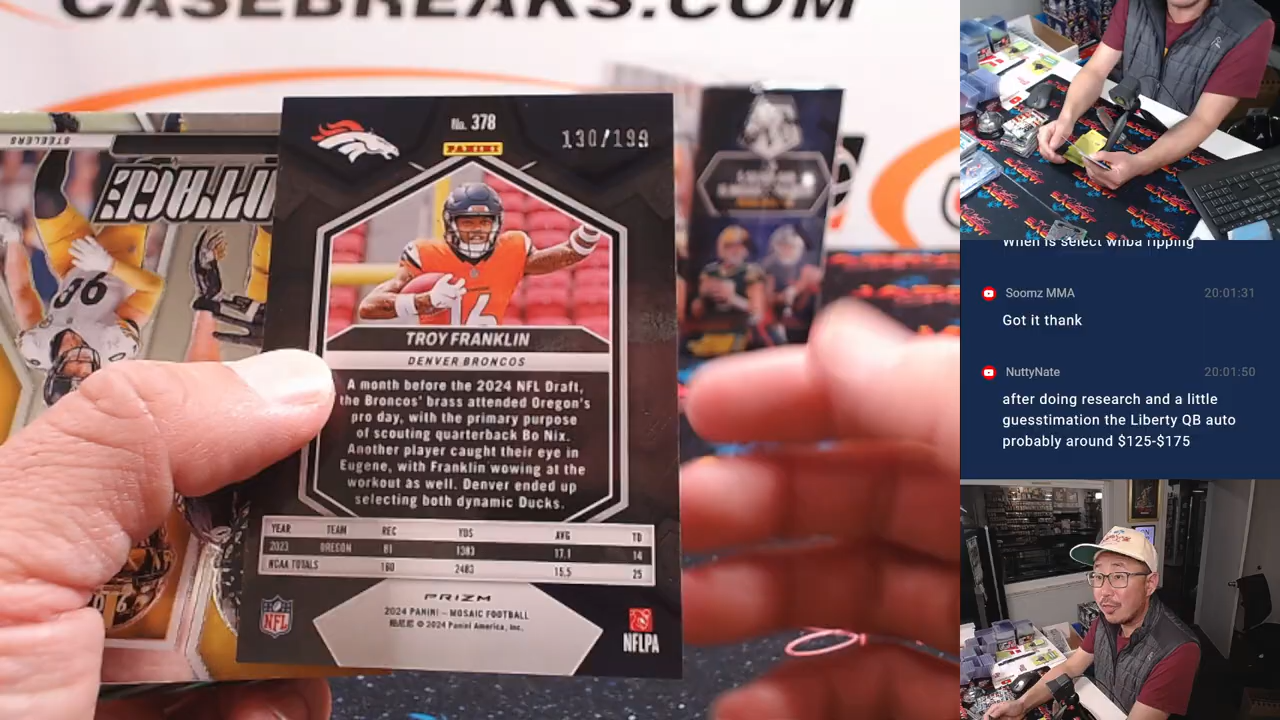 CASEBREAKS.COM
STEELERS
No. 378
PANINI
130/199
TROY FRANKLIN
DENVER BRONCOS
A month before the 2024 NFL Draft,
the Broncos' brass attended Oregon's
pro day, with the primary purpose
of scouting quarterback Bo Nix.
Another player caught their eye in
Eugene, with Franklin wowing at the
workout as well. Denver ended up
selecting both dynamic Ducks.
YEAR TEAM REC YDS AVG TD
2023 OREGON 81 1383 17.1 14
NCAA TOTALS 160 2483 15.5 25
PRIZM
2024 PANINI – MOSAIC FOOTBALL
© 2024 Panini America, Inc.
NFL
NFLPA
When is select wnba ripping
Soomz MMA 20:01:31
Got it thank
NuttyNate 20:01:50
after doing research and a little
guesstimation the Liberty QB auto
probably around $125-$175